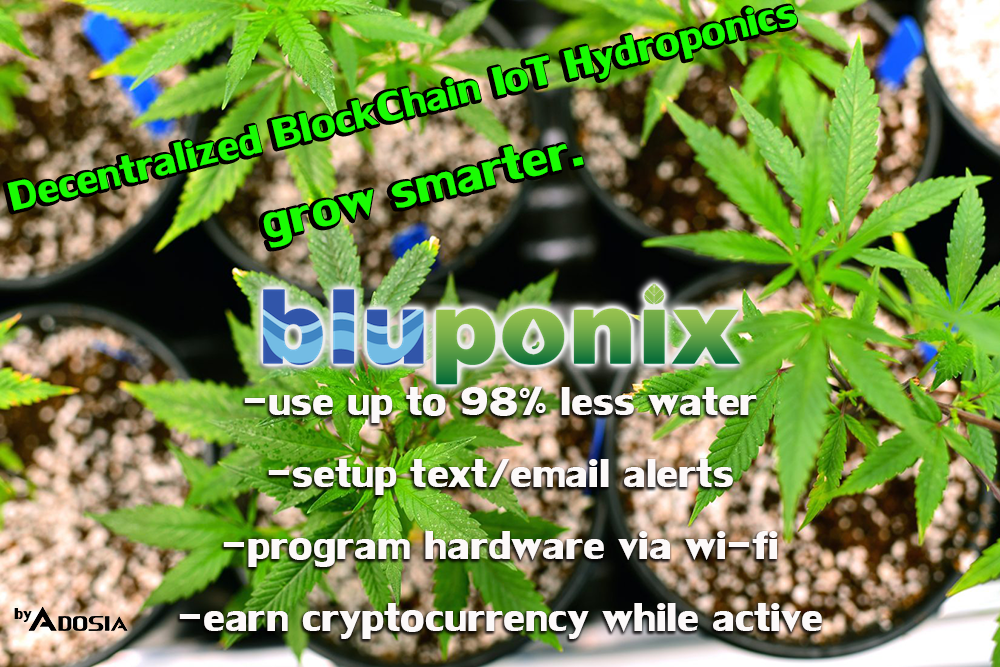 Decentralized BlockChain IoT Hydroponics
grow smarter.
bluponix
-use up to 98% less water
-setup text/email alerts
-program hardware via wi-fi
-earn cryptocurrency while active
by ADOSIA